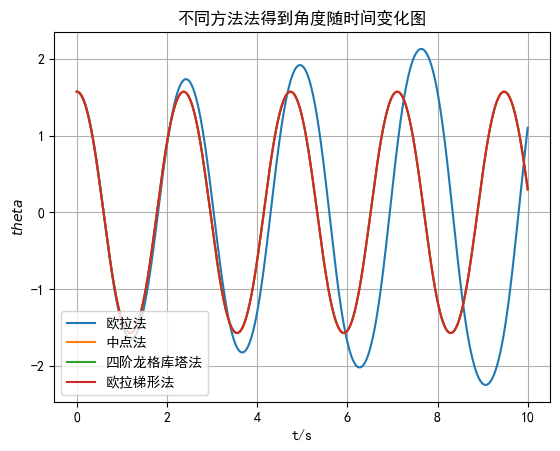 不同方法法得到角度随时间变化图
2
1
0
−1
−2
theta
欧拉法
中点法
四阶龙格库塔法
欧拉梯形法
0 2 4 6 8 10
t/s